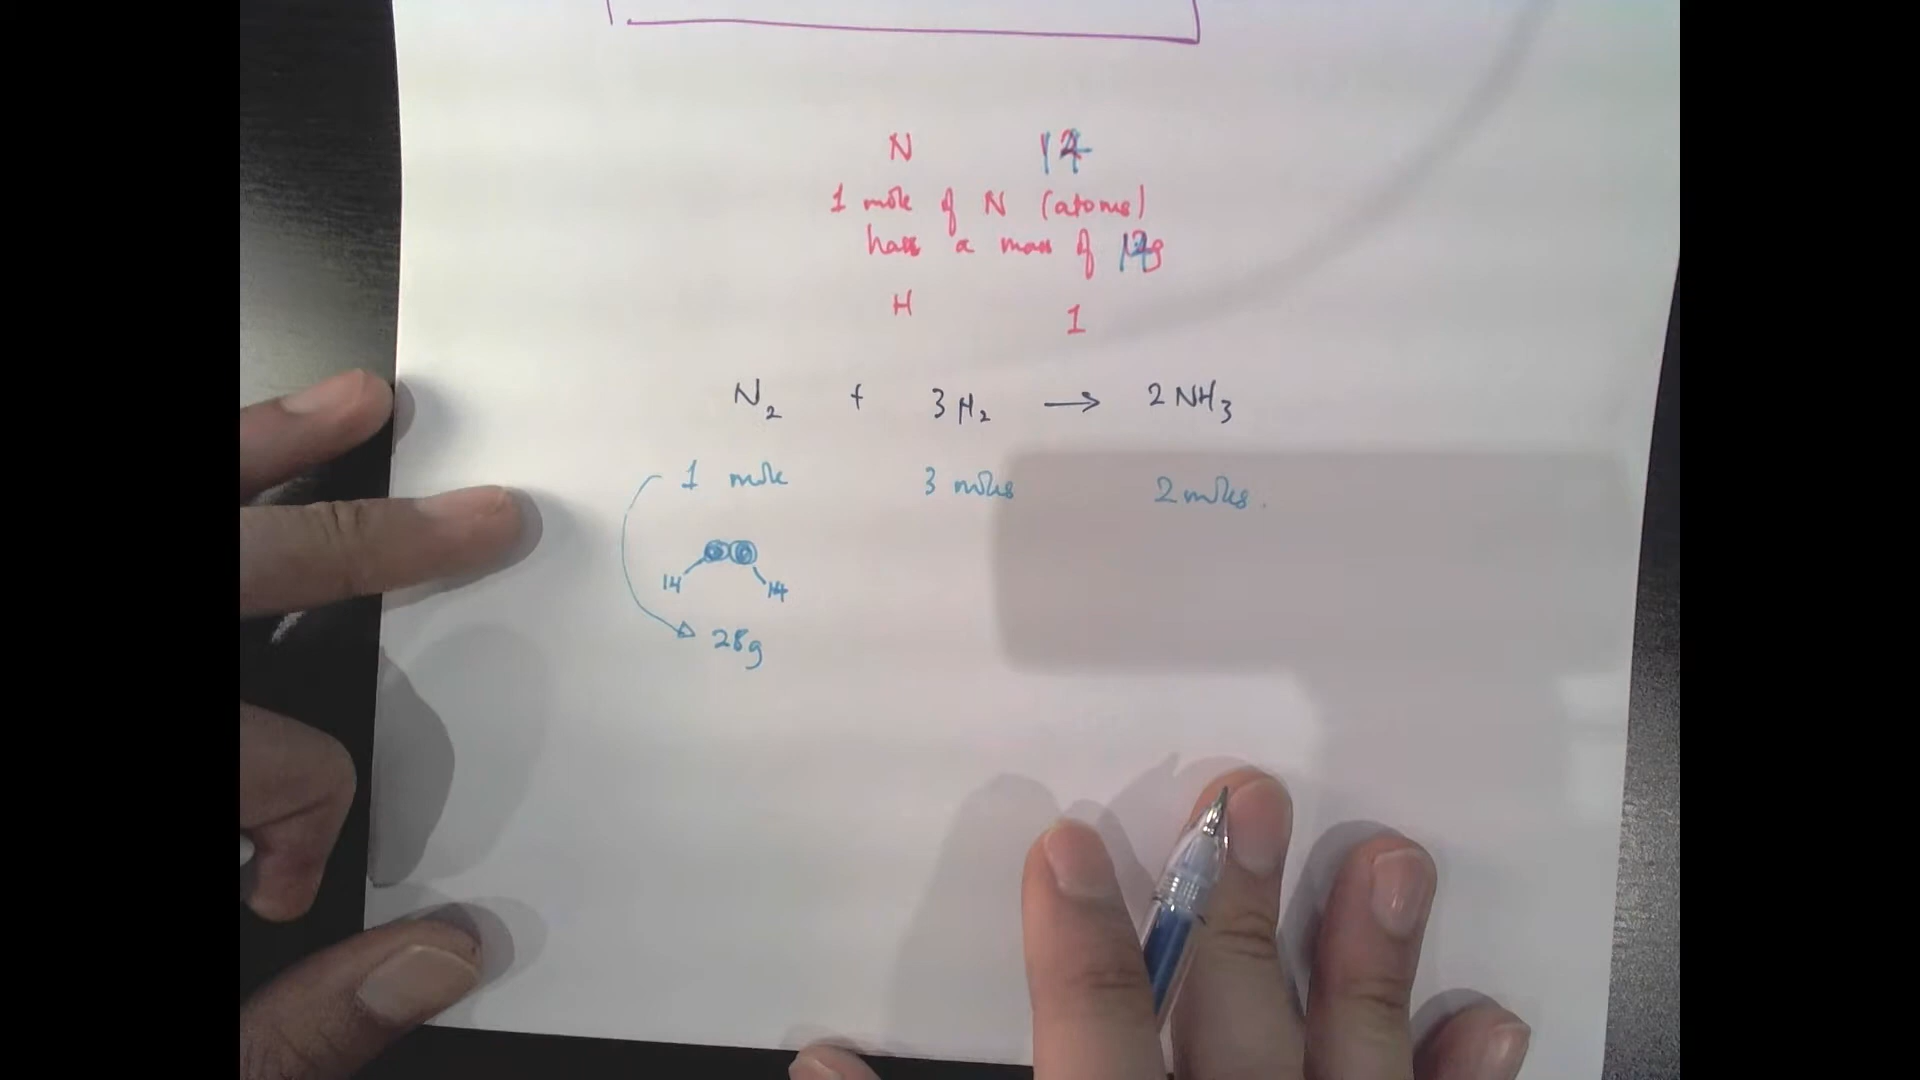 N 14
1 mole of N (atoms)
has a mass of 14g
H 1
N₂ + 3H₂ → 2NH₃
1 mole 3 moles 2 moles.
14 14
28g